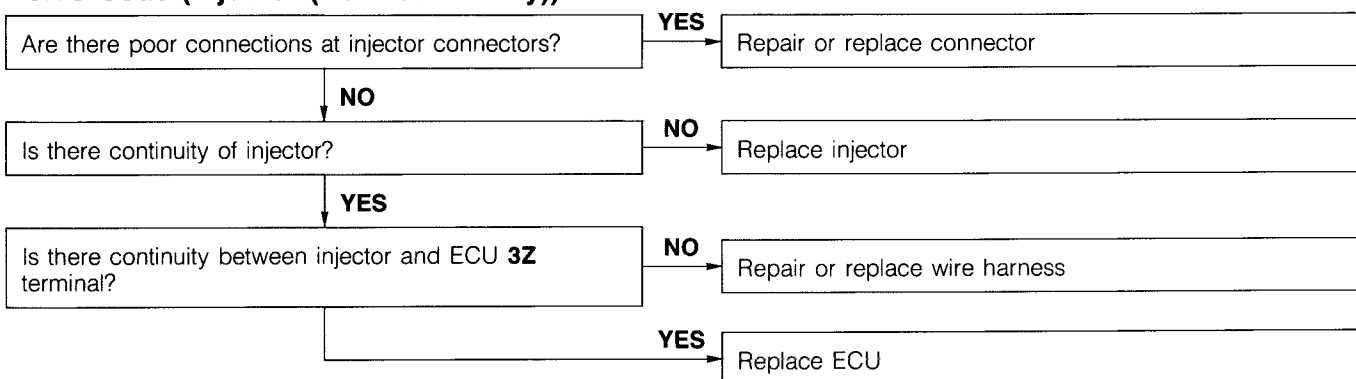 Are there poor connections at injector connectors?
YES
Repair or replace connector
NO
Is there continuity of injector?
NO
Replace injector
YES
Is there continuity between injector and ECU 3Z
terminal?
NO
Repair or replace wire harness
YES
Replace ECU